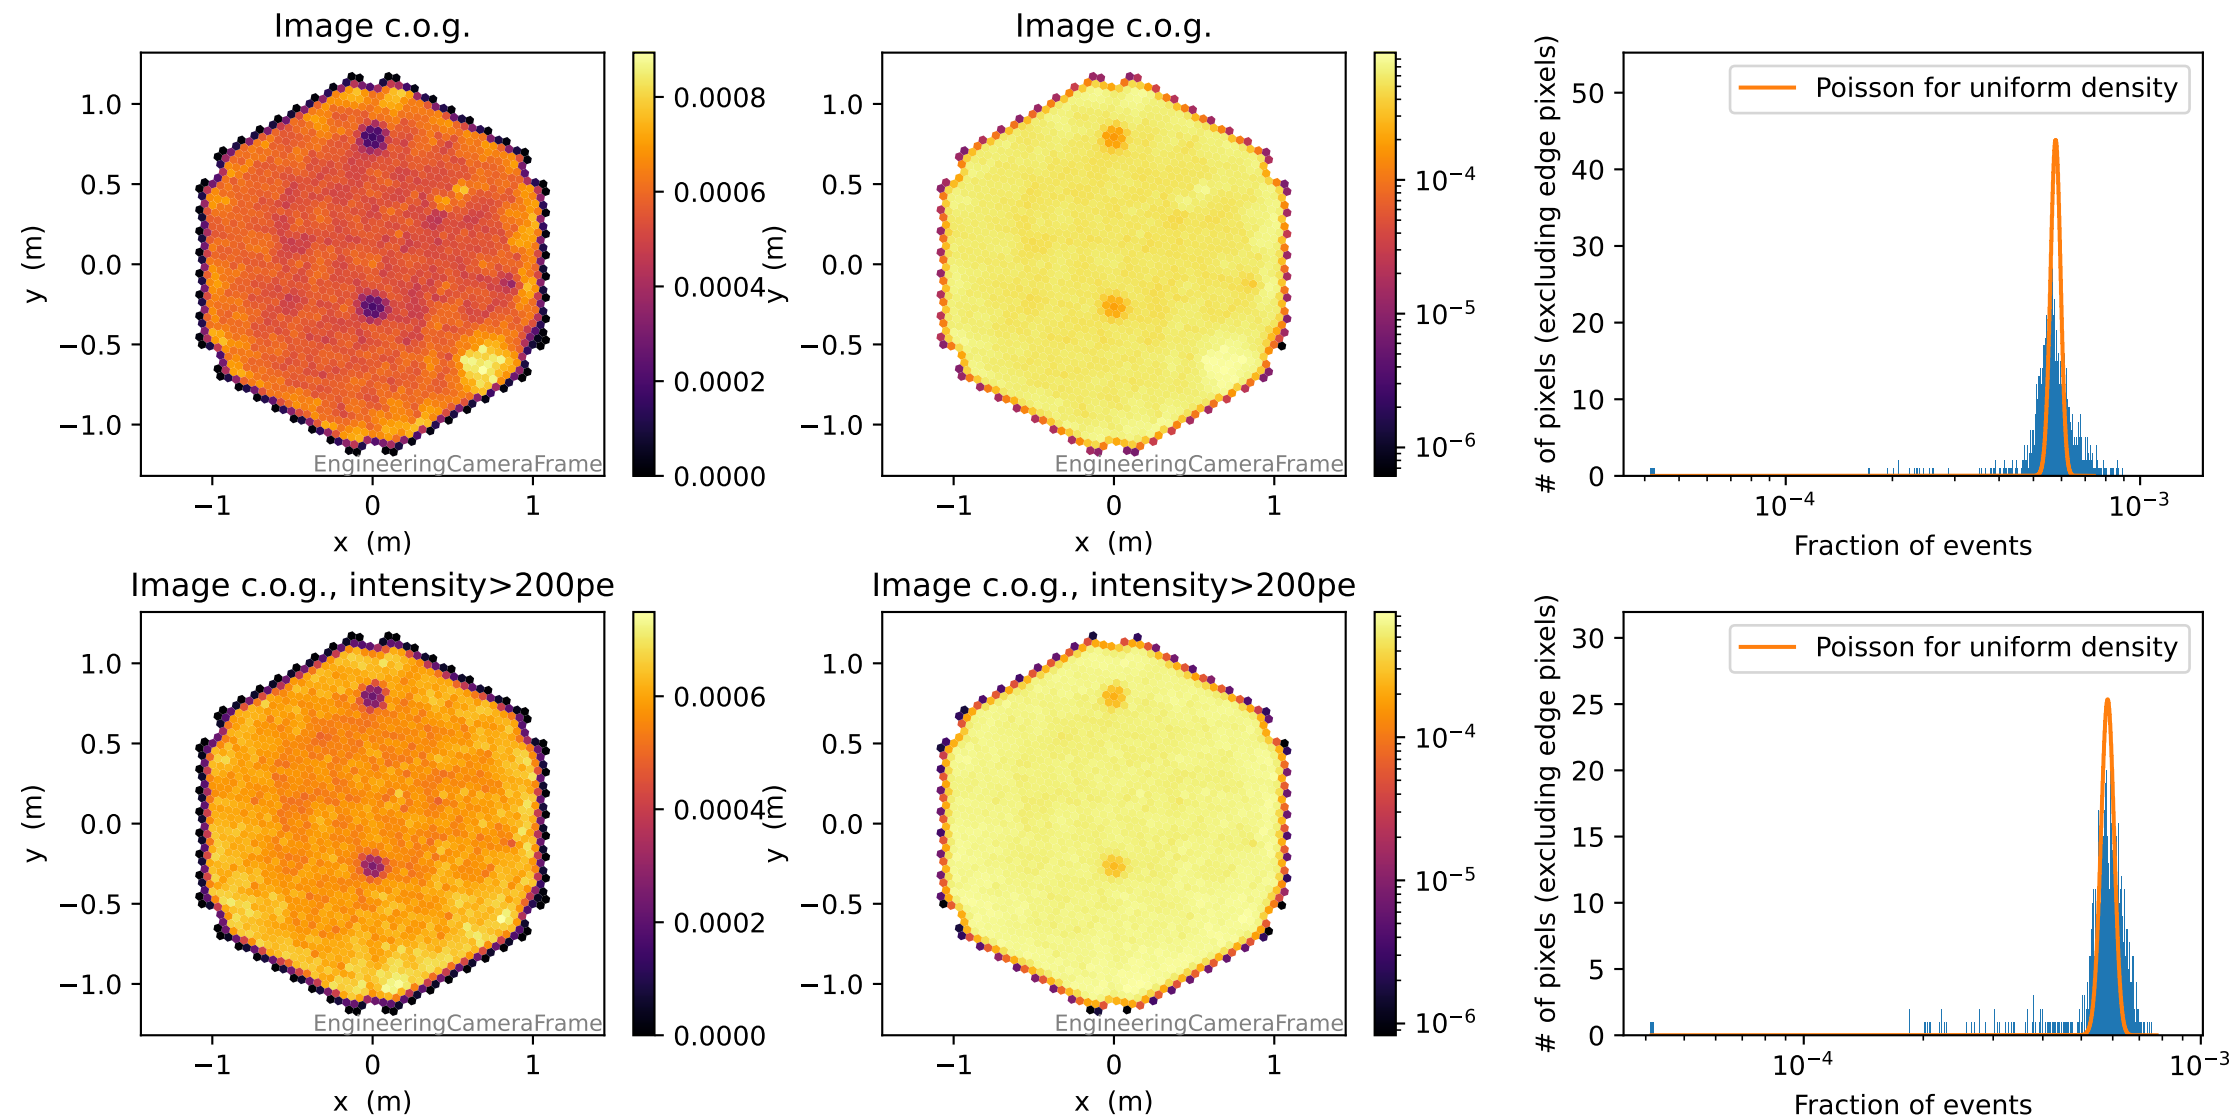 Image c.o.g.
1.0
0.5
0.0
−0.5
−1.0
y (m)
−1 0 1
x (m)
EngineeringCameraFrame
0.0008
0.0006
0.0004
0.0002
0.0000
Image c.o.g.
1.0
0.5
0.0
−0.5
−1.0
y (m)
−1 0 1
x (m)
EngineeringCameraFrame
10−4
10−5
10−6
# of pixels (excluding edge pixels)
50
40
30
20
10
0
Poisson for uniform density
10−4 10−3
Fraction of events
Image c.o.g., intensity>200pe
1.0
0.5
0.0
−0.5
−1.0
y (m)
−1 0 1
x (m)
EngineeringCameraFrame
0.0006
0.0004
0.0002
0.0000
Image c.o.g., intensity>200pe
1.0
0.5
0.0
−0.5
−1.0
y (m)
−1 0 1
x (m)
EngineeringCameraFrame
10−4
10−5
10−6
# of pixels (excluding edge pixels)
30
25
20
15
10
5
0
Poisson for uniform density
10−4 10−3
Fraction of events